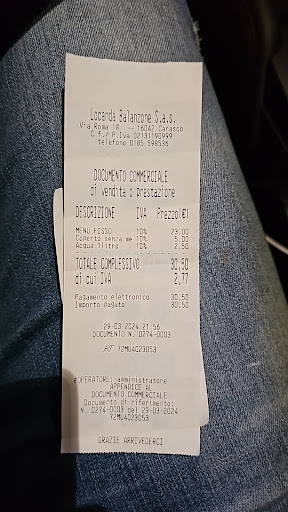 Locanda Balanzone S.a.s.
Via Roma 18 -- 16042 Carasco
C.f./ P.Iva 02131190999
telefono 0185 598536
DOCUMENTO COMMERCIALE
di vendita o prestazione
DESCRIZIONE IVA Prezzo(€)
MENU FISSO 10% 23.00
Coperto senza me 10% 5.00
Acqua 1litro 10% 2.50
TOTALE COMPLESSIVO 30,50
di cui IVA 2,77
Pagamento elettronico 30.50
Importo pagato 30.50
29-03-2024 21:56
DOCUMENTO N. 0274-0003
RT 72MU4023053
#OPERATORE: amministratore
APPENDICE AL
DOCUMENTO COMMERCIALE
Documento di riferimento:
N. 0274-0003 del 29-03-2024
72MU4023053
GRAZIE ARRIVEDERCI